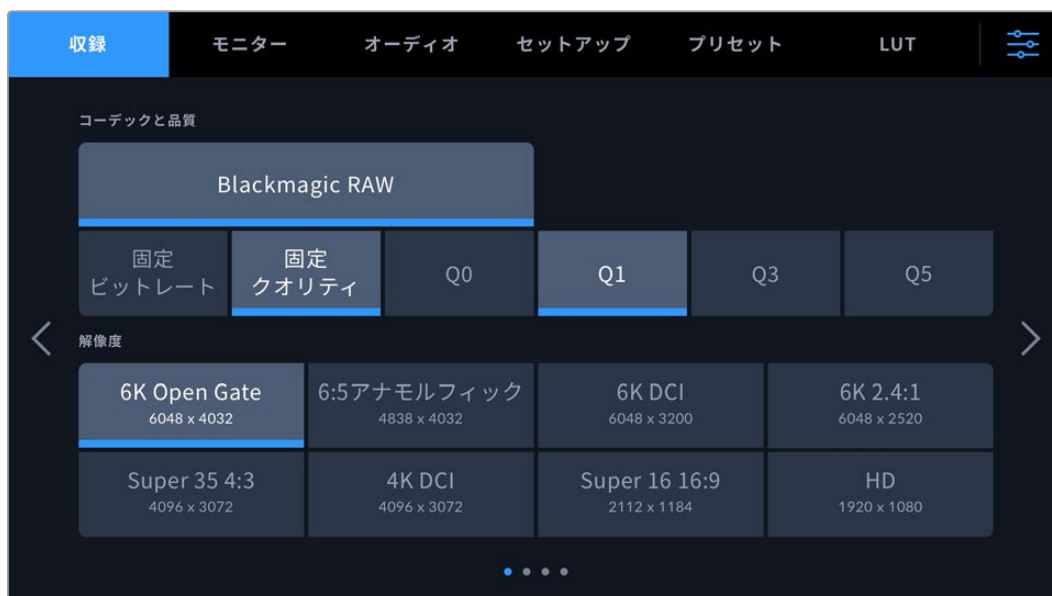 収録 モニター オーディオ セットアップ プリセット LUT
コーデックと品質
Blackmagic RAW
固定
ビットレート
固定
クオリティ
Q0
Q1
Q3
Q5
解像度
6K Open Gate
6048 x 4032
6:5アナモルフィック
4838 x 4032
6K DCI
6048 x 3200
6K 2.4:1
6048 x 2520
Super 35 4:3
4096 x 3072
4K DCI
4096 x 3072
Super 16 16:9
2112 x 1184
HD
1920 x 1080